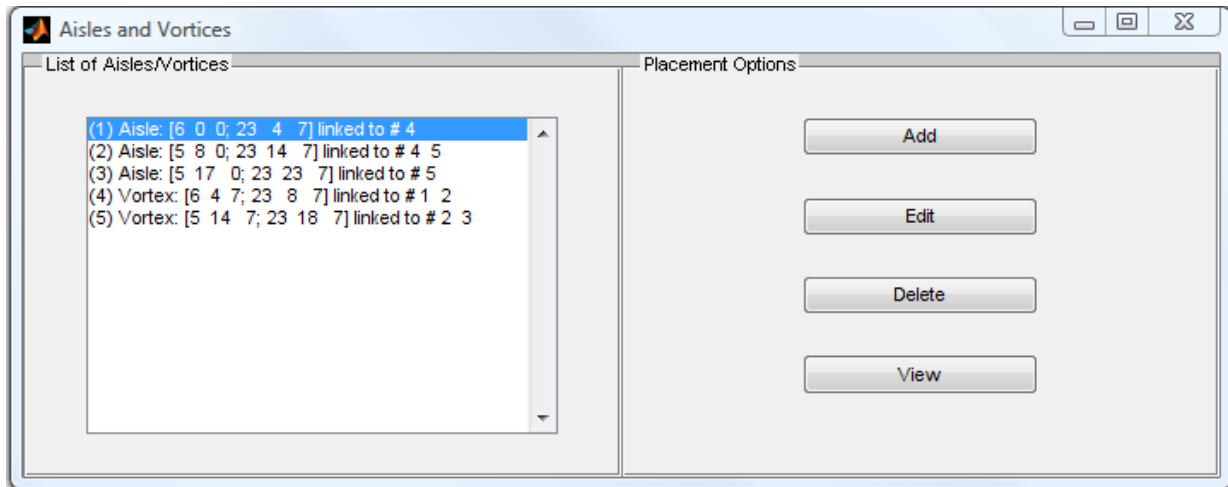 Aisles and Vortices
List of Aisles/Vortices
(1) Aisle: [6 0 0; 23 4 7] linked to # 4
(2) Aisle: [5 8 0; 23 14 7] linked to # 4 5
(3) Aisle: [5 17 0; 23 23 7] linked to # 5
(4) Vortex: [6 4 7; 23 8 7] linked to # 1 2
(5) Vortex: [5 14 7; 23 18 7] linked to # 2 3
Placement Options
Add
Edit
Delete
View